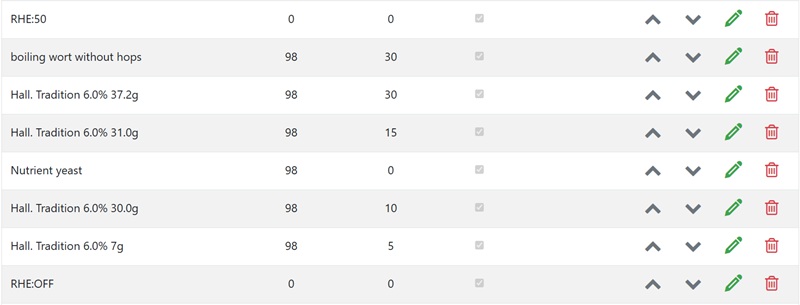 RHE:50 0 0
boiling wort without hops 98 30
Hall. Tradition 6.0% 37.2g 98 30
Hall. Tradition 6.0% 31.0g 98 15
Nutrient yeast 98 0
Hall. Tradition 6.0% 30.0g 98 10
Hall. Tradition 6.0% 7g 98 5
RHE:OFF 0 0